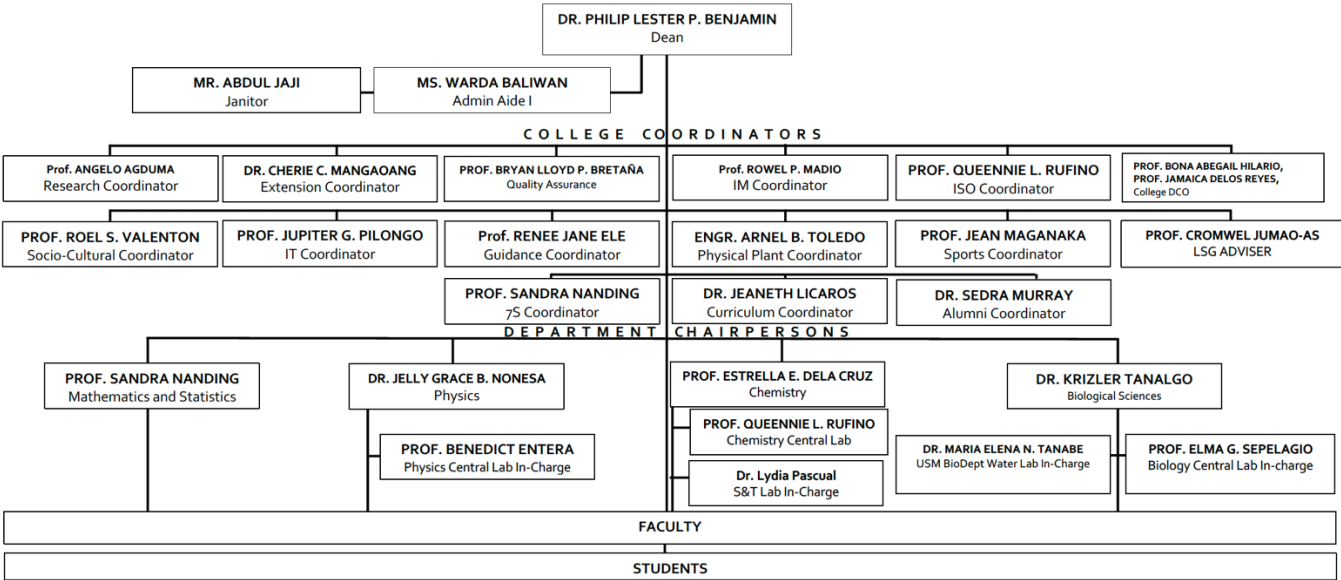 DR. PHILIP LESTER P. BENJAMIN
Dean
MR. ABDUL JAJI
Janitor
MS. WARDA BALIWAN
Admin Aide I
COLLEGE COORDINATORS
Prof. ANGELO AGDUMA
Research Coordinator
DR. CHERIE C. MANGAOANG
Extension Coordinator
PROF. BRYAN LLOYD P. BRETAÑA
Quality Assurance
Prof. ROWEL P. MADIO
IM Coordinator
PROF. QUEENNIE L. RUFINO
ISO Coordinator
PROF. BONA ABEGAIL HILARIO,
PROF. JAMAICA DELOS REYES,
College DCO
PROF. ROEL S. VALENTON
Socio-Cultural Coordinator
PROF. JUPITER G. PILONGO
IT Coordinator
Prof. RENEE JANE ELE
Guidance Coordinator
ENGR. ARNEL B. TOLEDO
Physical Plant Coordinator
PROF. JEAN MAGANAKA
Sports Coordinator
PROF. CROMWEL JUMAO-AS
LSG ADVISER
PROF. SANDRA NANDING
7S Coordinator
DR. JEANETH LICAROS
Curriculum Coordinator
DR. SEDRA MURRAY
Alumni Coordinator
DEPARTMENT CHAIRPERSONS
PROF. SANDRA NANDING
Mathematics and Statistics
DR. JELLY GRACE B. NONESA
Physics
PROF. ESTRELLA E. DELA CRUZ
Chemistry
DR. KRIZLER TANALGO
Biological Sciences
PROF. BENEDICT ENTERA
Physics Central Lab In-Charge
PROF. QUEENNIE L. RUFINO
Chemistry Central Lab
Dr. Lydia Pascual
S&T Lab In-Charge
DR. MARIA ELENA N. TANABE
USM BioDept Water Lab In-Charge
PROF. ELMA G. SEPELAGIO
Biology Central Lab In-charge
FACULTY
STUDENTS